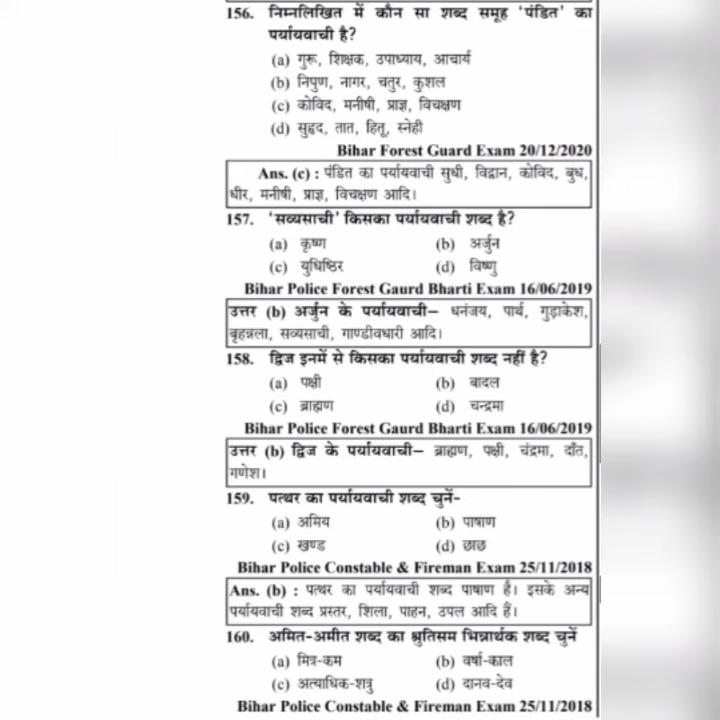 156. निम्नलिखित में कौन सा शब्द समूह 'पंडित' का
पर्यायवाची है?
(a) गुरू, शिक्षक, उपाध्याय, आचार्य
(b) निपुण, नागर, चतुर, कुशल
(c) कोविद, मनीषी, प्राज्ञ, विचक्षण
(d) सुहृद, तात, हितू, स्नेही
Bihar Forest Guard Exam 20/12/2020
Ans. (c) : पंडित का पर्यायवाची सुधी, विद्वान, कोविद, बुध,
धीर, मनीषी, प्राज्ञ, विचक्षण आदि।
157. 'सव्यसाची' किसका पर्यायवाची शब्द है?
(a) कृष्ण (b) अर्जुन
(c) युधिष्ठिर (d) विष्णु
Bihar Police Forest Gaurd Bharti Exam 16/06/2019
उत्तर (b) अर्जुन के पर्यायवाची– धनंजय, पार्थ, गुड़ाकेश,
बृहन्नला, सव्यसाची, गाण्डीवधारी आदि।
158. द्विज इनमें से किसका पर्यायवाची शब्द नहीं है?
(a) पक्षी (b) बादल
(c) ब्राह्मण (d) चन्द्रमा
Bihar Police Forest Gaurd Bharti Exam 16/06/2019
उत्तर (b) द्विज के पर्यायवाची– ब्राह्मण, पक्षी, चंद्रमा, दाँत,
गणेश।
159. पत्थर का पर्यायवाची शब्द चुनें-
(a) अमिय (b) पाषाण
(c) खण्ड (d) छाछ
Bihar Police Constable & Fireman Exam 25/11/2018
Ans. (b) : पत्थर का पर्यायवाची शब्द पाषाण है। इसके अन्य
पर्यायवाची शब्द प्रस्तर, शिला, पाहन, उपल आदि हैं।
160. अमित-अमीत शब्द का श्रुतिसम भिन्नार्थक शब्द चुनें
(a) मित्र-कम (b) वर्षा-काल
(c) अत्याधिक-शत्रु (d) दानव-देव
Bihar Police Constable & Fireman Exam 25/11/2018